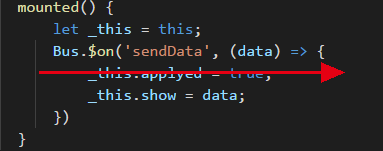 mounted() {
let _this = this;
Bus.$on('sendData', (data) => {
_this.applyed = true;
_this.show = data;
})
}